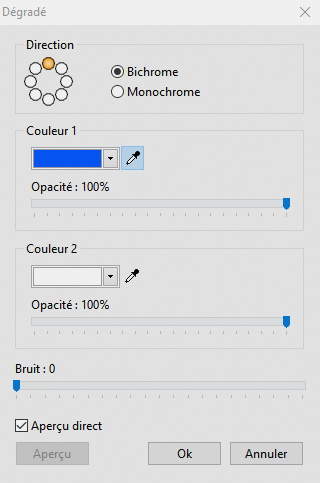 Dégradé
Direction
Bichrome
Monochrome
Couleur 1
Opacité : 100%
Couleur 2
Opacité : 100%
Bruit : 0
Aperçu direct
Aperçu Ok Annuler